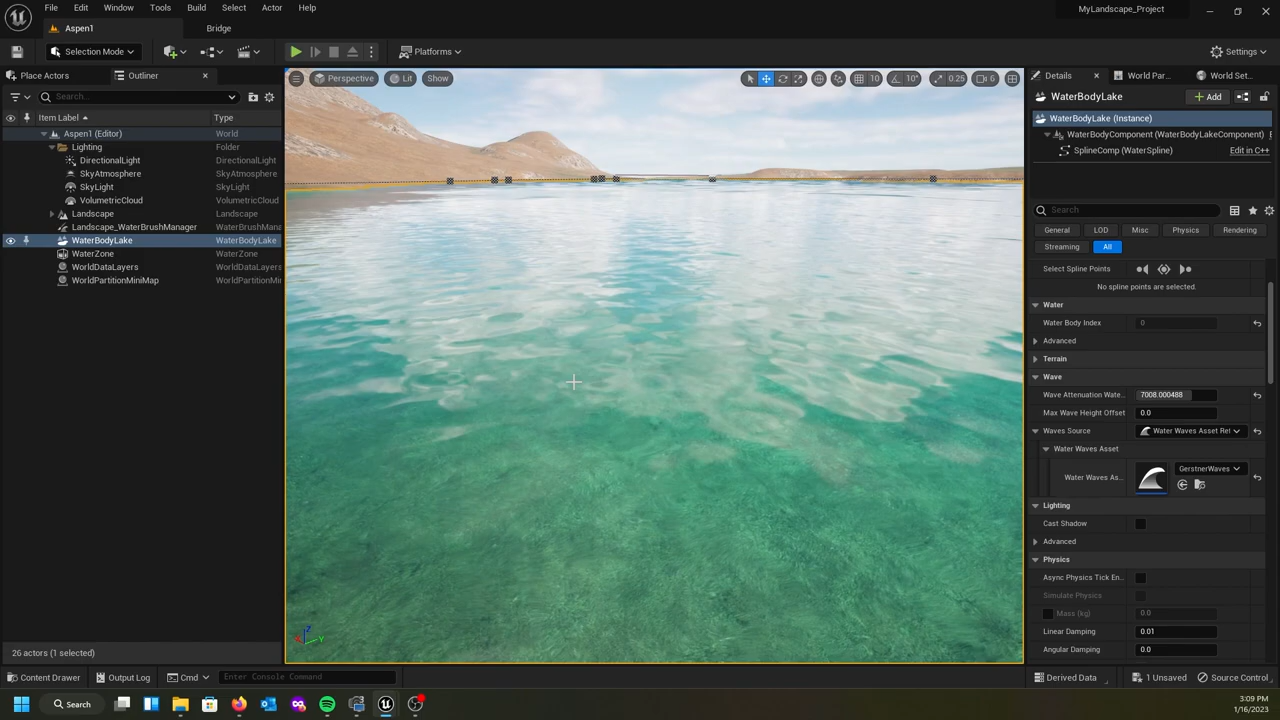 File Edit Window Tools Build Select Actor Help
MyLandscape_Project
Aspen1
Bridge
Selection Mode
Platforms
Settings
Place Actors
Outliner
Search...
Item Label
Type
Aspen1 (Editor) World
Lighting Folder
DirectionalLight DirectionalLight
SkyAtmosphere SkyAtmosphere
SkyLight SkyLight
VolumetricCloud VolumetricCloud
Landscape Landscape
Landscape_WaterBrushManager WaterBrushMana
WaterBodyLake WaterBodyLake
WaterZone WaterZone
WorldDataLayers WorldDataLayers
WorldPartitionMiniMap WorldPartitionMi
26 actors (1 selected)
Perspective
Lit
Show
10
10°
0.25
6
Z
X
Y
Details
World Par...
World Set...
WaterBodyLake
Add
WaterBodyLake (Instance)
WaterBodyComponent (WaterBodyLakeComponent)
SplineComp (WaterSpline)
Edit in C++
Search
General LOD Misc Physics Rendering
Streaming All
Select Spline Points
No spline points are selected.
Water
Water Body Index 0
Advanced
Terrain
Wave
Wave Attenuation Wate... 7008.000488
Max Wave Height Offset 0.0
Waves Source Water Waves Asset Ref
Water Waves Asset
Water Waves As... GerstnerWaves
Lighting
Cast Shadow
Advanced
Physics
Async Physics Tick En...
Simulate Physics
Mass (kg) 0.0
Linear Damping 0.01
Angular Damping 0.0
Content Drawer
Output Log
Cmd
Enter Console Command
Derived Data
1 Unsaved
Source Control
Search
3:09 PM
1/16/2023